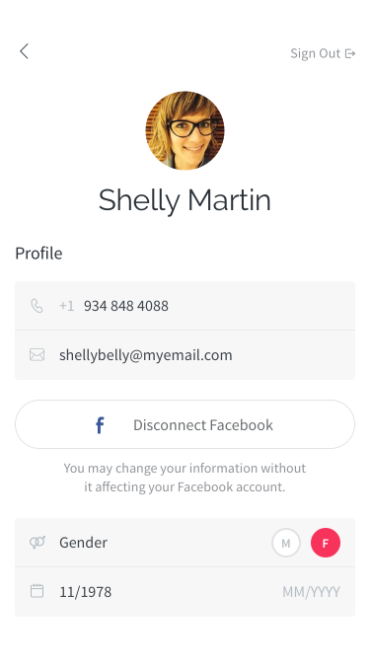 Sign Out
Shelly Martin
Profile
+1 934 848 4088
shellybelly@myemail.com
f Disconnect Facebook
You may change your information without
it affecting your Facebook account.
Gender M F
11/1978 MM/YYYY